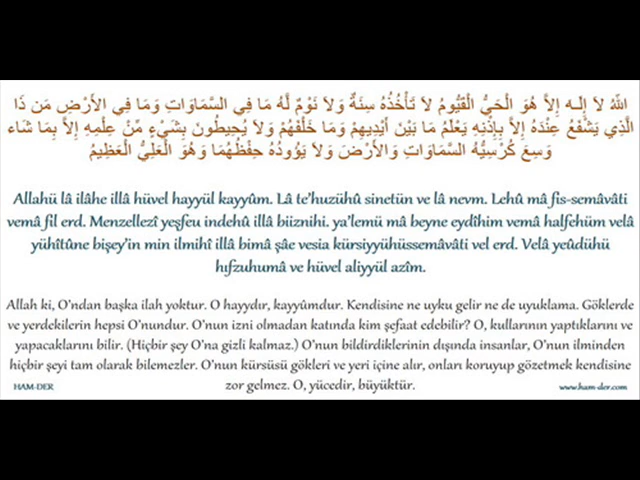 اللّهُ لاَ إِلَـهَ إِلاَّ هُوَ الْحَيُّ الْقَيُّومُ لاَ تَأْخُذُهُ سِنَةٌ وَلاَ نَوْمٌ لَّهُ مَا فِي السَّمَاوَاتِ وَمَا فِي الأَرْضِ مَن ذَا
الَّذِي يَشْفَعُ عِنْدَهُ إِلاَّ بِإِذْنِهِ يَعْلَمُ مَا بَيْنَ أَيْدِيهِمْ وَمَا خَلْفَهُمْ وَلاَ يُحِيطُونَ بِشَيْءٍ مِّنْ عِلْمِهِ إِلاَّ بِمَا شَاء
وَسِعَ كُرْسِيُّهُ السَّمَاوَاتِ وَالأَرْضَ وَلاَ يَؤُودُهُ حِفْظُهُمَا وَهُوَ الْعَلِيُّ الْعَظِيمُ
Allahü lâ ilâhe illâ hüvel hayyül kayyûm. Lâ te'huzühû sinetün ve lâ nevm. Lehû mâ fis-semâvâti
vemâ fil erd. Menzellezî yeşfeu indehû illâ biiznihi. ya'lemü mâ beyne eydîhim vemâ halfehüm velâ
yühîtûne bişey'in min ilmihî illâ bimâ şâe vesia kürsiyyühüssemâvâti vel erd. Velâ yeûdühü
hıfzuhumâ ve hüvel aliyyül azîm.
Allah ki, O'ndan başka ilah yoktur. O hayydır, kayyûmdur. Kendisine ne uyku gelir ne de uyuklama. Göklerde
ve yerdekilerin hepsi O'nundur. O'nun izni olmadan katında kim şefaat edebilir? O, kullarının yaptıklarını ve
yapacaklarını bilir. (Hiçbir şey O'na gizli kalmaz.) O'nun bildirdiklerinin dışında insanlar, O'nun ilminden
hiçbir şeyi tam olarak bilemezler. O'nun kürsüsü gökleri ve yeri içine alır, onları koruyup gözetmek kendisine
zor gelmez. O, yücedir, büyüktür.
HAM-DER www.ham-der.com